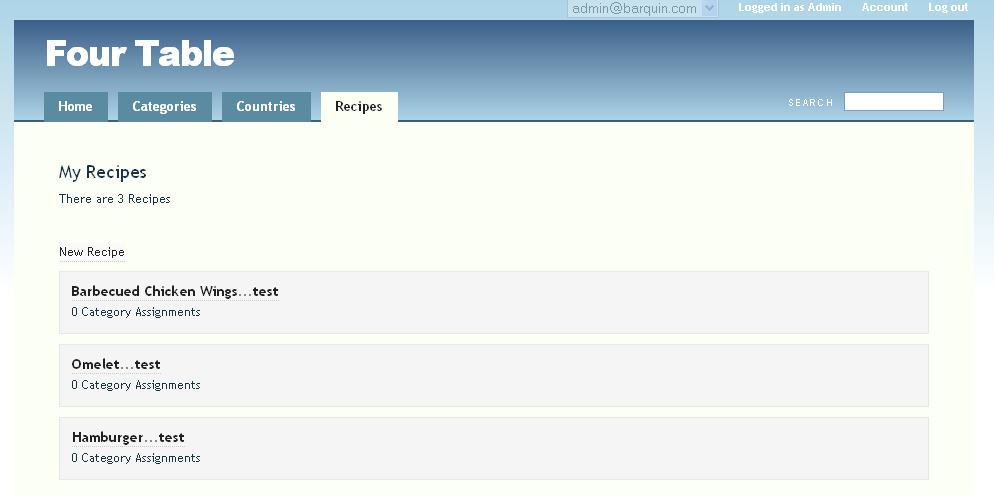 admin@barquin.com Logged in as Admin Account Log out
Four Table
Home Categories Countries Recipes SEARCH
My Recipes
There are 3 Recipes
New Recipe
Barbecued Chicken Wings...test
0 Category Assignments
Omelet...test
0 Category Assignments
Hamburger...test
0 Category Assignments